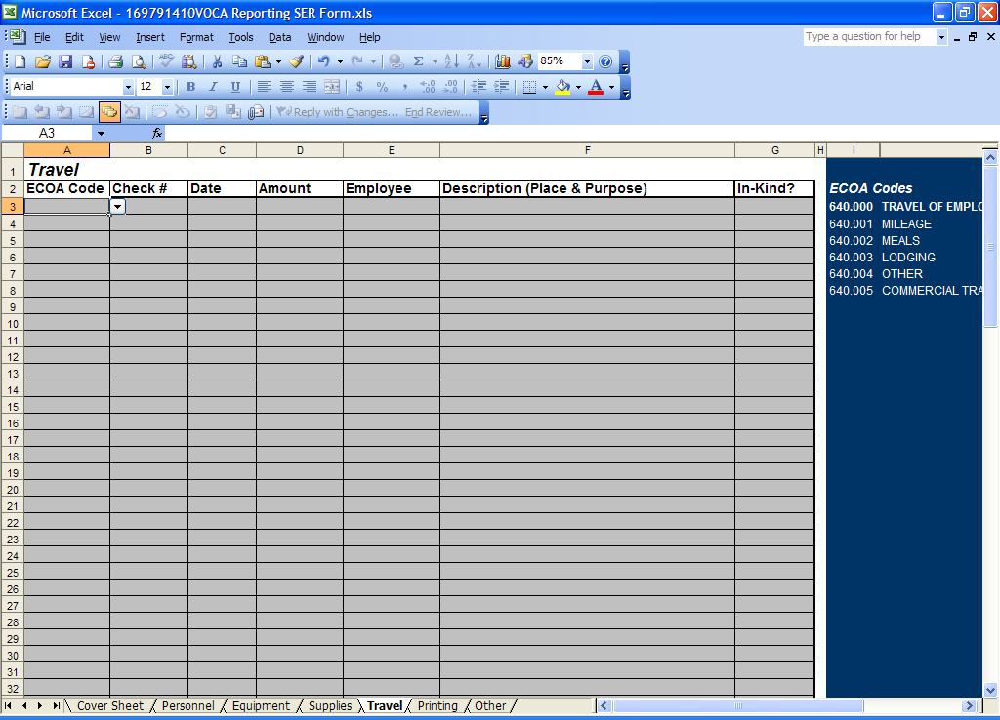 Microsoft Excel - 169791410VOCA Reporting SER Form.xls
File Edit View Insert Format Tools Data Window Help Type a question for help
85%
Arial 12 B I U $ % ,
Reply with Changes... End Review...
A3 fx
A B C D E F G H I
1 Travel
2 ECOA Code Check # Date Amount Employee Description (Place & Purpose) In-Kind? ECOA Codes
3 640.000 TRAVEL OF EMPLO
4 640.001 MILEAGE
5 640.002 MEALS
6 640.003 LODGING
7 640.004 OTHER
8 640.005 COMMERCIAL TRA
9
10
11
12
13
14
15
16
17
18
19
20
21
22
23
24
25
26
27
28
29
30
31
32
Cover Sheet Personnel Equipment Supplies Travel Printing Other